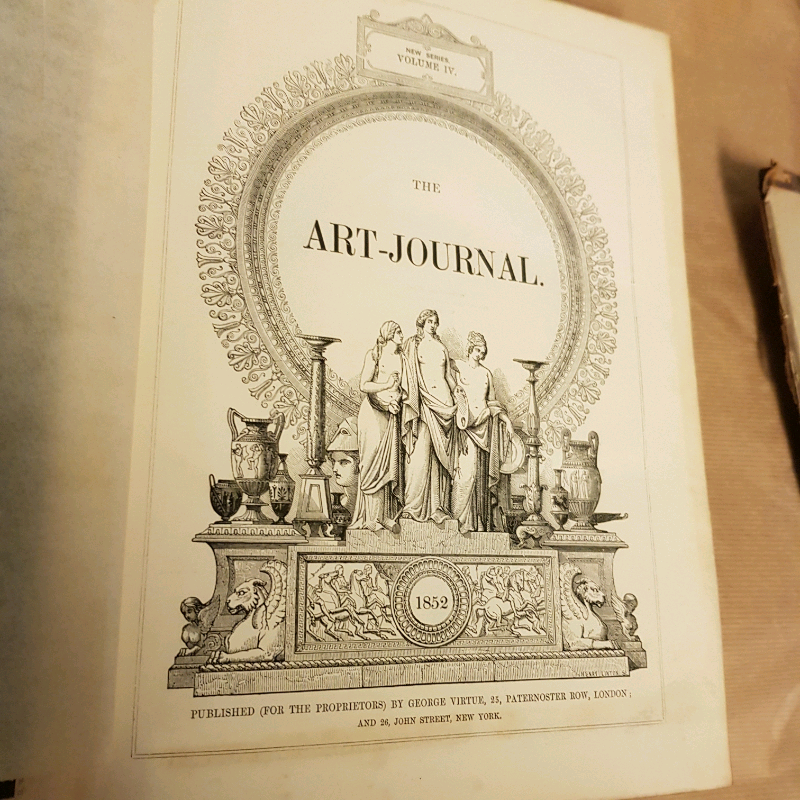 NEW SERIES.
VOLUME IV.
THE
ART-JOURNAL.
1852
PUBLISHED (FOR THE PROPRIETORS) BY GEORGE VIRTUE, 25, PATERNOSTER ROW, LONDON;
AND 26, JOHN STREET, NEW YORK.